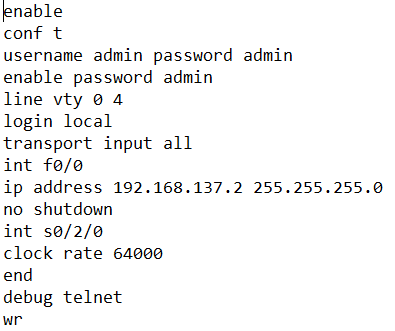 enable
conf t
username admin password admin
enable password admin
line vty 0 4
login local
transport input all
int f0/0
ip address 192.168.137.2 255.255.255.0
no shutdown
int s0/2/0
clock rate 64000
end
debug telnet
wr